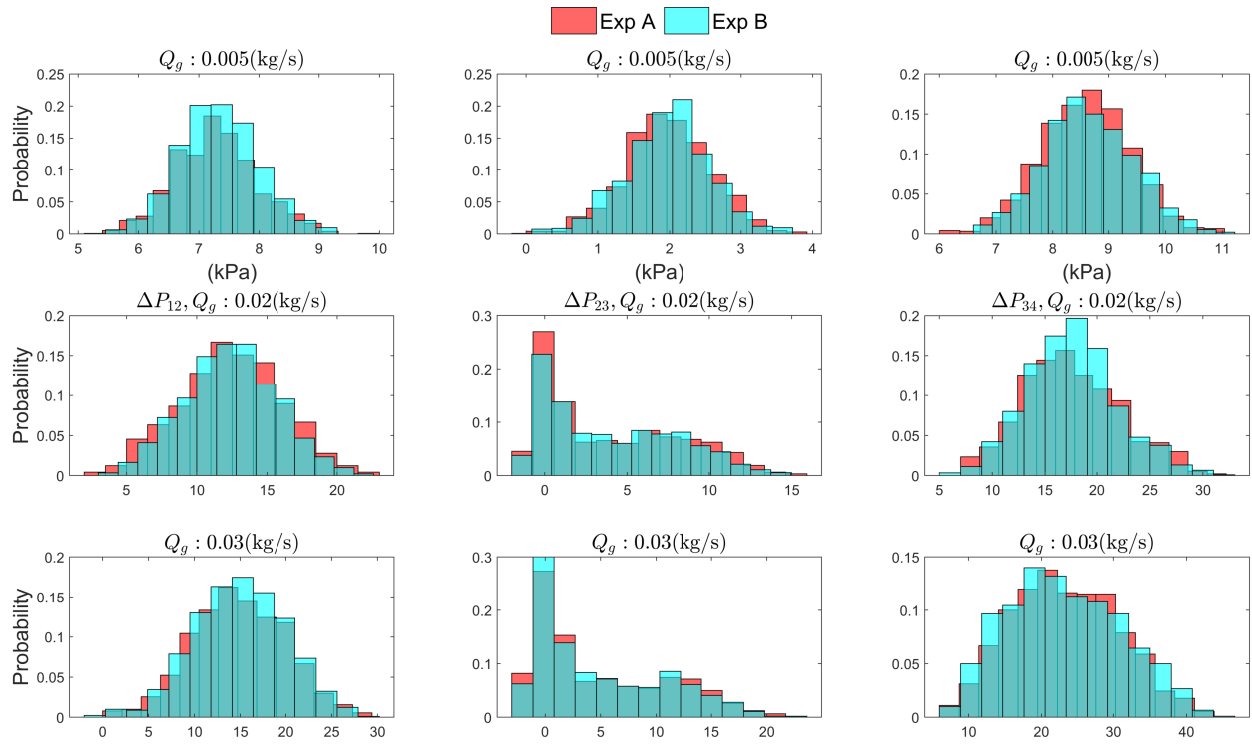 Exp A Exp B
Q_g : 0.005(kg/s) Q_g : 0.005(kg/s) Q_g : 0.005(kg/s)
0.25 0.25 0.2
0.2 0.2 0.15
0.15 0.15 0.1
0.1 0.1 0.05
0.05 0.05 0
0 0
Probability
5 6 7 8 9 10 0 1 2 3 4 6 7 8 9 10 11
(kPa) (kPa) (kPa)
ΔP_12, Q_g : 0.02(kg/s) ΔP_23, Q_g : 0.02(kg/s) ΔP_34, Q_g : 0.02(kg/s)
0.2 0.3 0.2
0.15 0.2 0.15
0.1 0.1 0.1
0.05 0 0.05
0 0
Probability
5 10 15 20 0 5 10 15 5 10 15 20 25 30
Q_g : 0.03(kg/s) Q_g : 0.03(kg/s) Q_g : 0.03(kg/s)
0.2 0.3 0.15
0.15 0.2 0.1
0.1 0.1 0.05
0.05 0 0
0
Probability
0 5 10 15 20 25 30 0 5 10 15 20 10 20 30 40